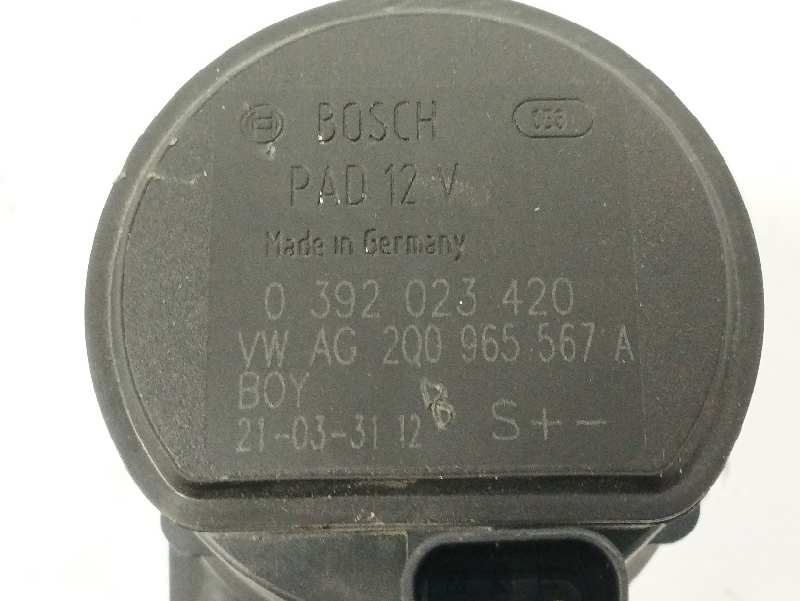 BOSCH
PAD 12 V
Made in Germany
0 392 023 420
VW AG 2Q0 965 567 A
BOY
21-03-31 12
S + -